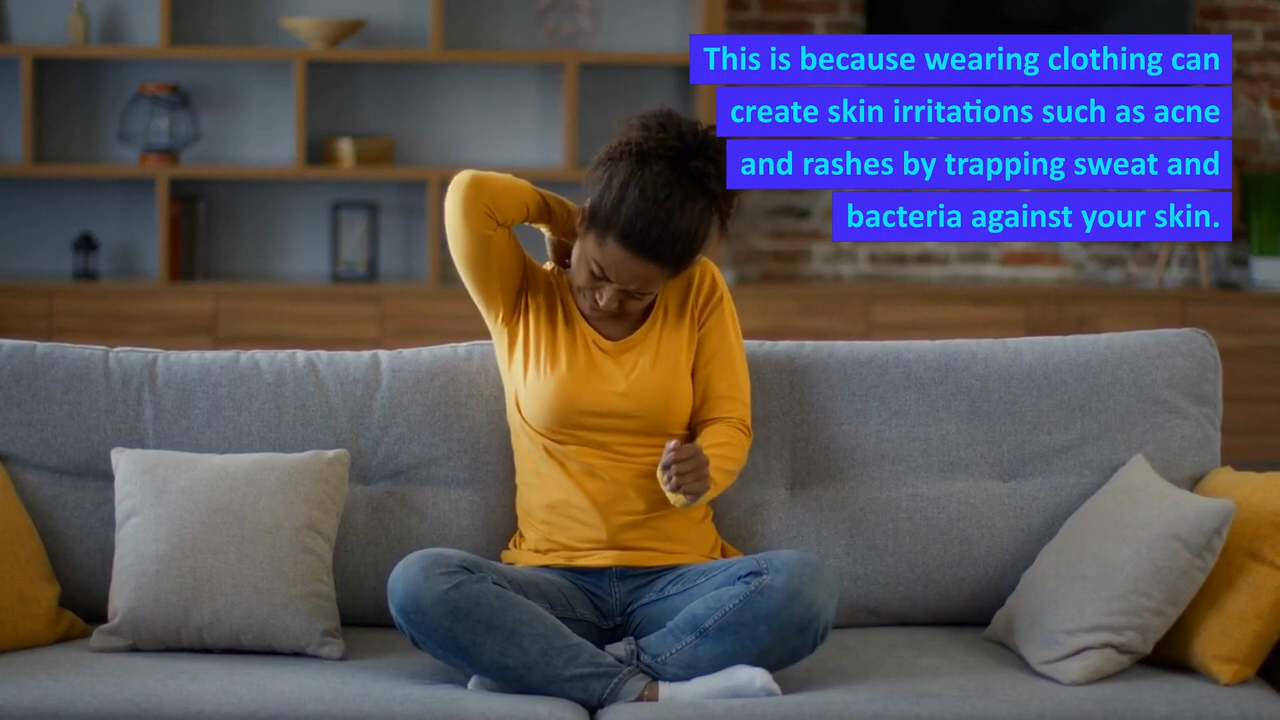 This is because wearing clothing can
create skin irritations such as acne
and rashes by trapping sweat and
bacteria against your skin.